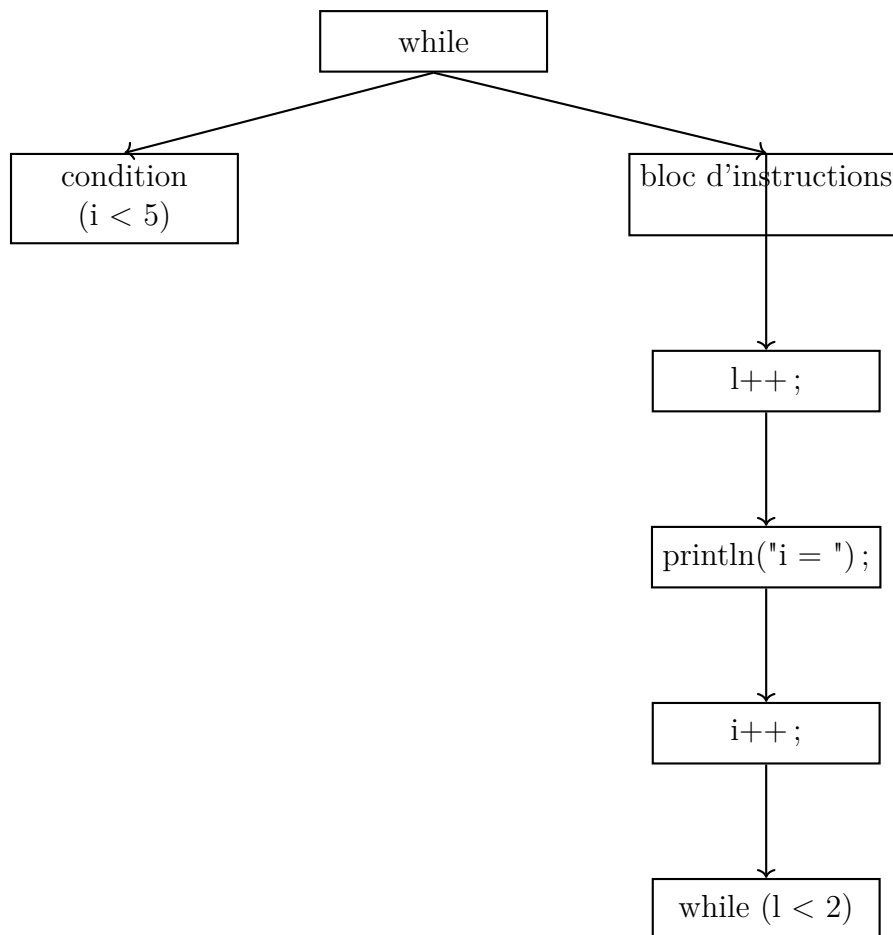 while
condition
(i < 5)
bloc d'instructions
l++ ;
println("i = ") ;
i++ ;
while (l < 2)